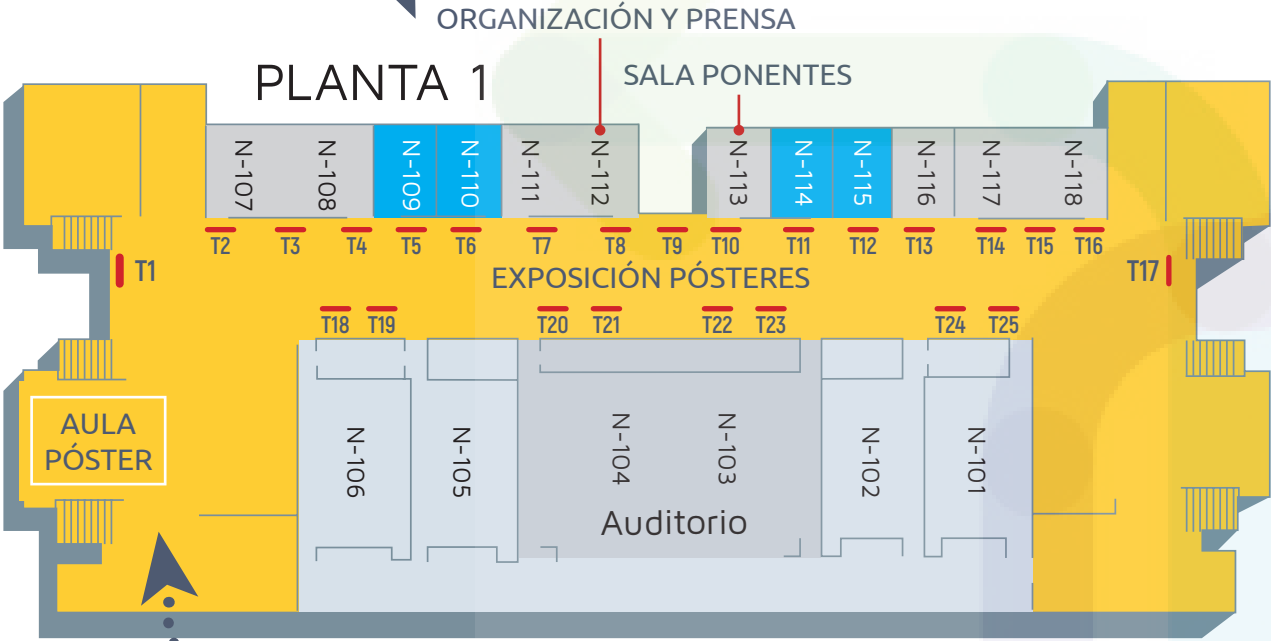 ORGANIZACIÓN Y PRENSA
PLANTA 1
SALA PONENTES
N-107
N-108
N-109
N-110
N-111
N-112
N-113
N-114
N-115
N-116
N-117
N-118
T2
T3
T4
T5
T6
T7
T8
T9
T10
T11
T12
T13
T14
T15
T16
T1
EXPOSICIÓN PÓSTERES
T17
T18
T19
T20
T21
T22
T23
T24
T25
AULA
PÓSTER
N-106
N-105
N-104
N-103
N-102
N-101
Auditorio